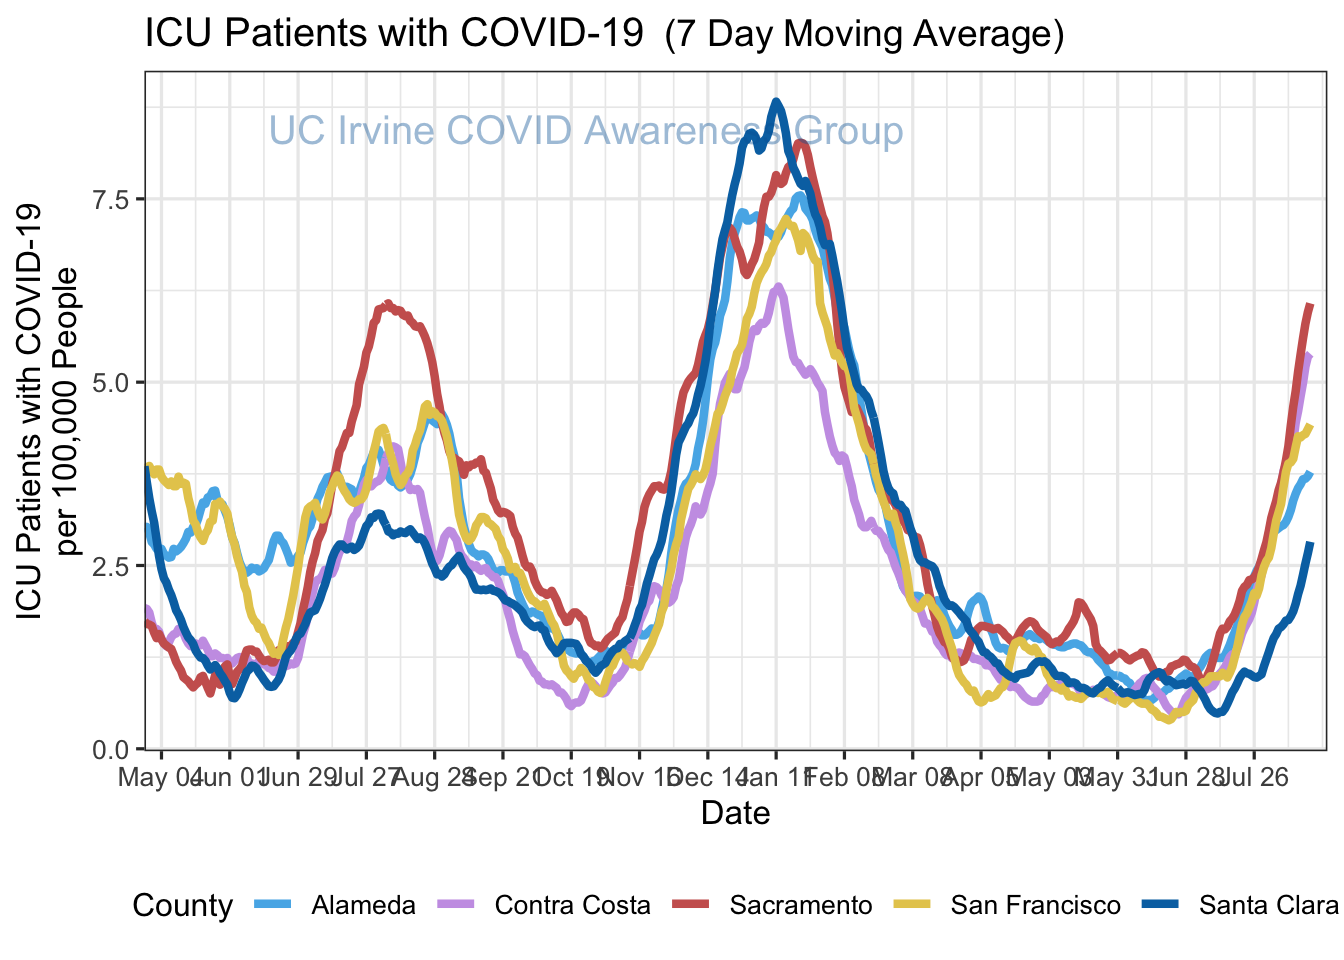 ICU Patients with COVID-19 (7 Day Moving Average)
UC Irvine COVID Awareness Group
ICU Patients with COVID-19
per 100,000 People
7.5
5.0
2.5
0.0
May 04 Jun 01 Jun 29 Jul 27 Aug 24 Sep 21 Oct 19 Nov 16 Dec 14 Jan 11 Feb 08 Mar 08 Apr 05 May 03 May 31 Jun 28 Jul 26
Date
County Alameda Contra Costa Sacramento San Francisco Santa Clara